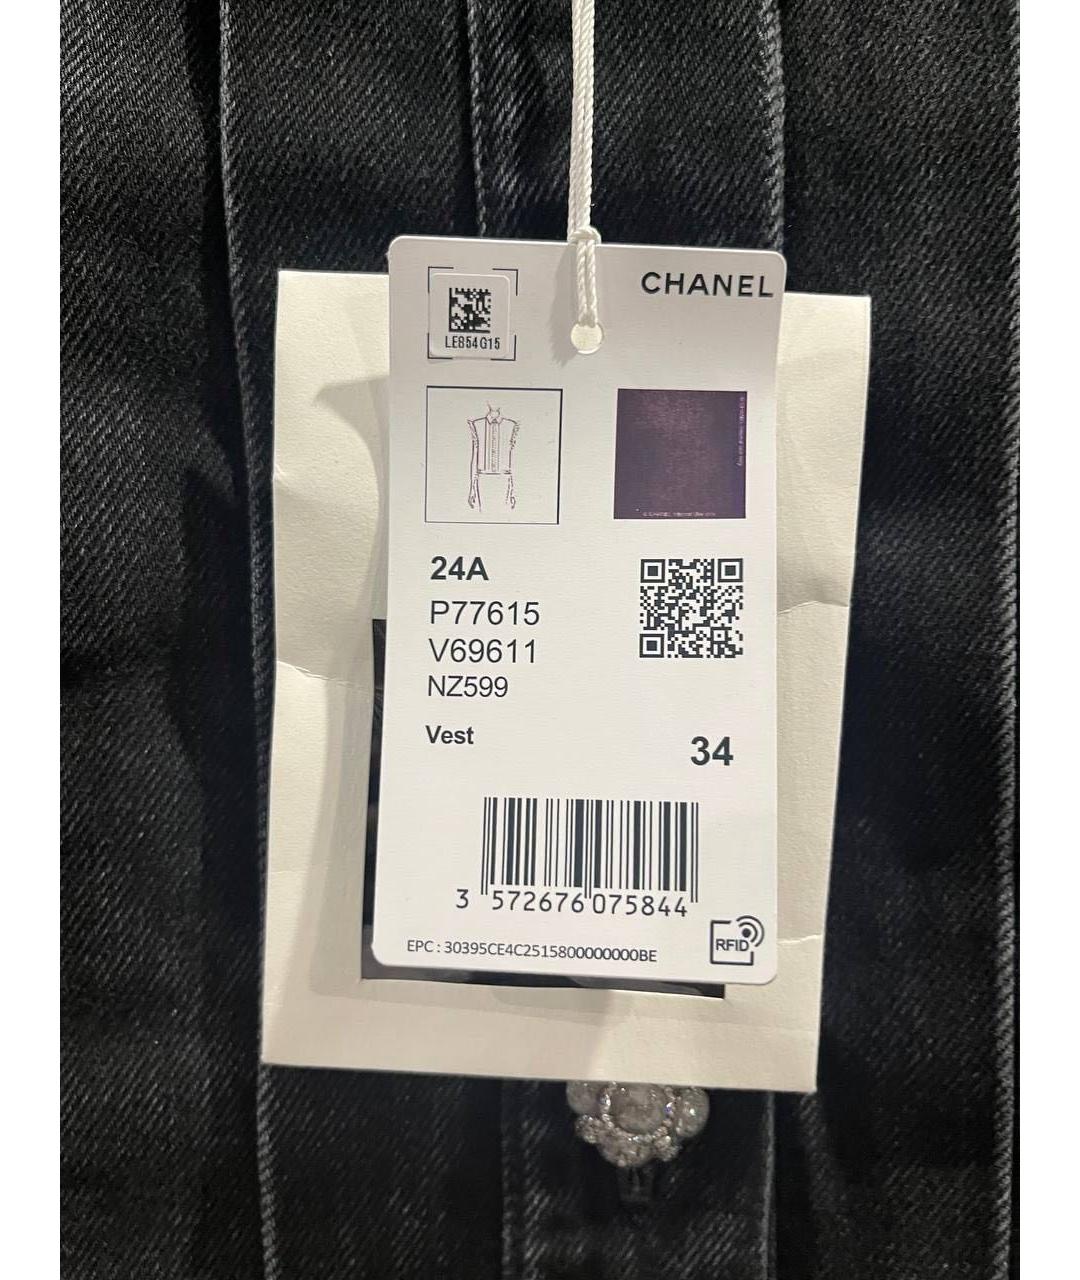 CHANEL
LE854G15
24A
P77615
V69611
NZ599
Vest
34
3 572676 075844
EPC : 30395CE4C2515800000000BE
RFID